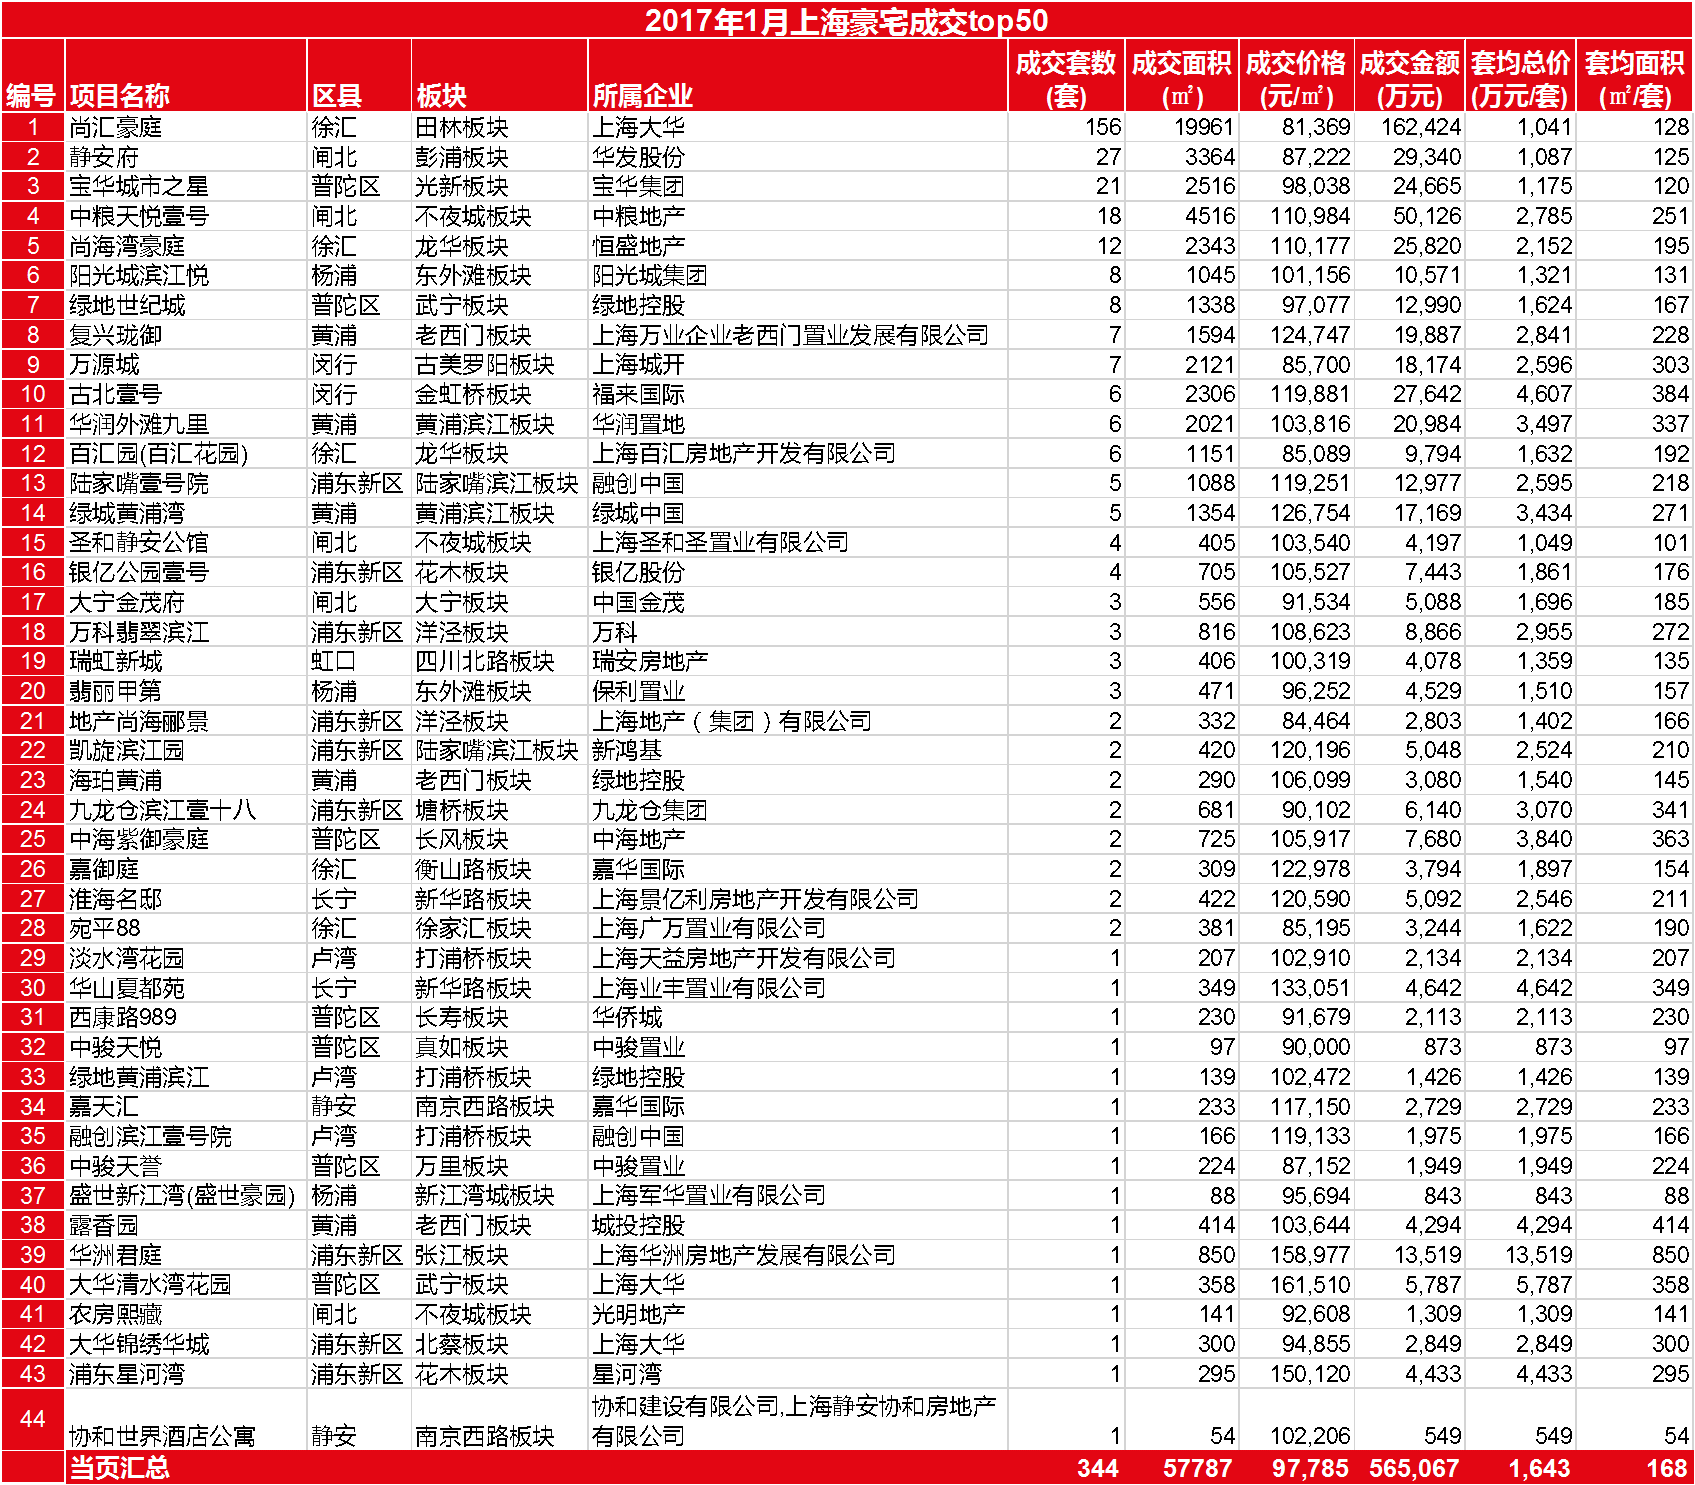 2017年1月上海豪宅成交top50
编号 项目名称 区县 板块 所属企业 成交套数(套) 成交面积(㎡) 成交价格(元/㎡) 成交金额(万元) 套均总价(万元/套) 套均面积(㎡/套)
1 尚汇豪庭 徐汇 田林板块 上海大华 156 19961 81,369 162,424 1,041 128
2 静安府 闸北 彭浦板块 华发股份 27 3364 87,222 29,340 1,087 125
3 宝华城市之星 普陀区 光新板块 宝华集团 21 2516 98,038 24,665 1,175 120
4 中粮天悦壹号 闸北 不夜城板块 中粮地产 18 4516 110,984 50,126 2,785 251
5 尚海湾豪庭 徐汇 龙华板块 恒盛地产 12 2343 110,177 25,820 2,152 195
6 阳光城滨江悦 杨浦 东外滩板块 阳光城集团 8 1045 101,156 10,571 1,321 131
7 绿地世纪城 普陀区 武宁板块 绿地控股 8 1338 97,077 12,990 1,624 167
8 复兴珑御 黄浦 老西门板块 上海万业企业老西门置业发展有限公司 7 1594 124,747 19,887 2,841 228
9 万源城 闵行 古美罗阳板块 上海城开 7 2121 85,700 18,174 2,596 303
10 古北壹号 闵行 金虹桥板块 福来国际 6 2306 119,881 27,642 4,607 384
11 华润外滩九里 黄浦 黄浦滨江板块 华润置地 6 2021 103,816 20,984 3,497 337
12 百汇园(百汇花园) 徐汇 龙华板块 上海百汇房地产开发有限公司 6 1151 85,089 9,794 1,632 192
13 陆家嘴壹号院 浦东新区 陆家嘴滨江板块 融创中国 5 1088 119,251 12,977 2,595 218
14 绿城黄浦湾 黄浦 黄浦滨江板块 绿城中国 5 1354 126,754 17,169 3,434 271
15 圣和静安公馆 闸北 不夜城板块 上海圣和圣置业有限公司 4 405 103,540 4,197 1,049 101
16 银亿公园壹号 浦东新区 花木板块 银亿股份 4 705 105,527 7,443 1,861 176
17 大宁金茂府 闸北 大宁板块 中国金茂 3 556 91,534 5,088 1,696 185
18 万科翡翠滨江 浦东新区 洋泾板块 万科 3 816 108,623 8,866 2,955 272
19 瑞虹新城 虹口 四川北路板块 瑞安房地产 3 406 100,319 4,078 1,359 135
20 翡丽甲第 杨浦 东外滩板块 保利置业 3 471 96,252 4,529 1,510 157
21 地产尚海郦景 浦东新区 洋泾板块 上海地产（集团）有限公司 2 332 84,464 2,803 1,402 166
22 凯旋滨江园 浦东新区 陆家嘴滨江板块 新鸿基 2 420 120,196 5,048 2,524 210
23 海珀黄浦 黄浦 老西门板块 绿地控股 2 290 106,099 3,080 1,540 145
24 九龙仓滨江壹十八 浦东新区 塘桥板块 九龙仓集团 2 681 90,102 6,140 3,070 341
25 中海紫御豪庭 普陀区 长风板块 中海地产 2 725 105,917 7,680 3,840 363
26 嘉御庭 徐汇 衡山路板块 嘉华国际 2 309 122,978 3,794 1,897 154
27 淮海名邸 长宁 新华路板块 上海景亿利房地产开发有限公司 2 422 120,590 5,092 2,546 211
28 宛平88 徐汇 徐家汇板块 上海广万置业有限公司 2 381 85,195 3,244 1,622 190
29 淡水湾花园 卢湾 打浦桥板块 上海天益房地产开发有限公司 1 207 102,910 2,134 2,134 207
30 华山夏都苑 长宁 新华路板块 上海业丰置业有限公司 1 349 133,051 4,642 4,642 349
31 西康路989 普陀区 长寿板块 华侨城 1 230 91,679 2,113 2,113 230
32 中骏天悦 普陀区 真如板块 中骏置业 1 97 90,000 873 873 97
33 绿地黄浦滨江 卢湾 打浦桥板块 绿地控股 1 139 102,472 1,426 1,426 139
34 嘉天汇 静安 南京西路板块 嘉华国际 1 233 117,150 2,729 2,729 233
35 融创滨江壹号院 卢湾 打浦桥板块 融创中国 1 166 119,133 1,975 1,975 166
36 中骏天誉 普陀区 万里板块 中骏置业 1 224 87,152 1,949 1,949 224
37 盛世新江湾(盛世豪园) 杨浦 新江湾城板块 上海军华置业有限公司 1 88 95,694 843 843 88
38 露香园 黄浦 老西门板块 城投控股 1 414 103,644 4,294 4,294 414
39 华洲君庭 浦东新区 张江板块 上海华洲房地产发展有限公司 1 850 158,977 13,519 13,519 850
40 大华清水湾花园 普陀区 武宁板块 上海大华 1 358 161,510 5,787 5,787 358
41 农房熙藏 闸北 不夜城板块 光明地产 1 141 92,608 1,309 1,309 141
42 大华锦绣华城 浦东新区 北蔡板块 上海大华 1 300 94,855 2,849 2,849 300
43 浦东星河湾 浦东新区 花木板块 星河湾 1 295 150,120 4,433 4,433 295
44 协和世界酒店公寓 静安 南京西路板块 协和建设有限公司,上海静安协和房地产有限公司 1 54 102,206 549 549 54
当页汇总 344 57787 97,785 565,067 1,643 168